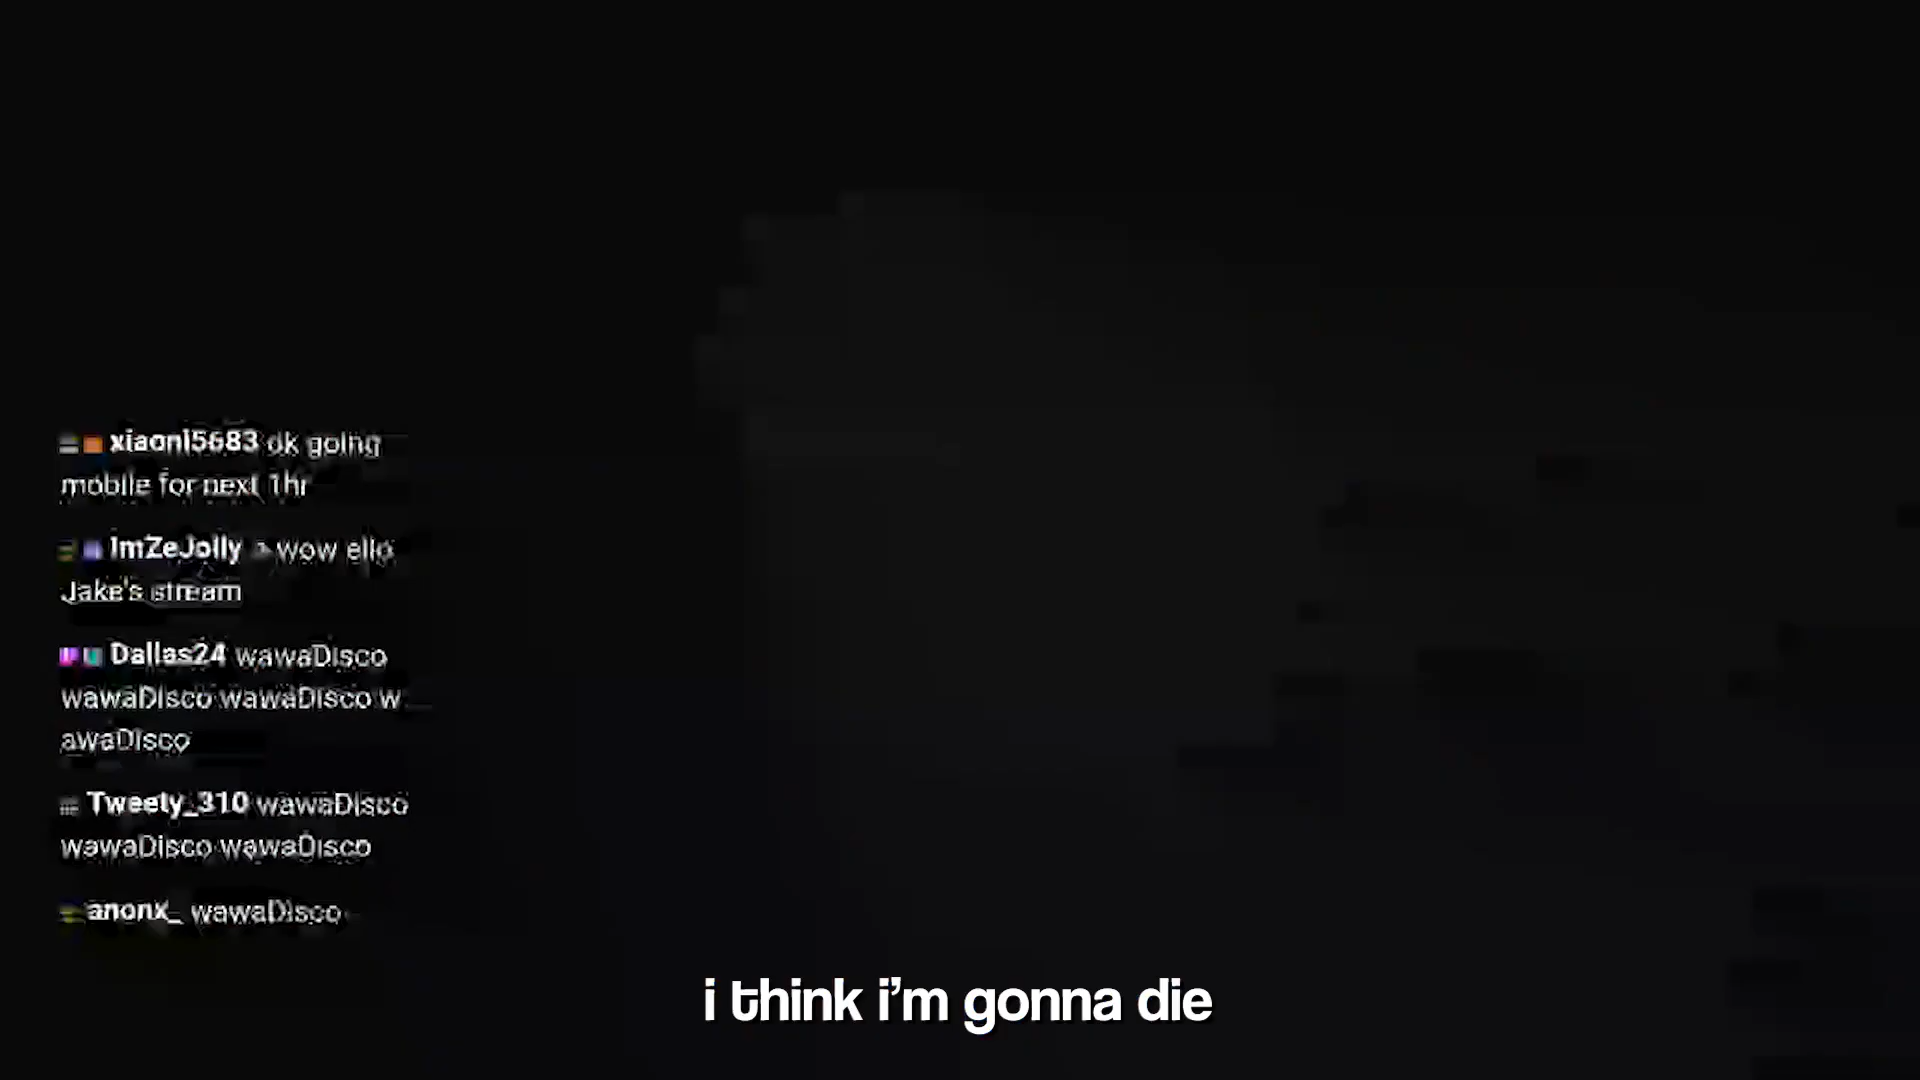 xiaoni5683 ok going
mobile for next 1hr
ImZeJolly wow ello
Jake's stream
Dallas24 wawaDisco
wawaDisco wawaDisco w
awaDisco
Tweety_310 wawaDisco
wawaDisco wawaDisco
anonx_ wawaDisco
i think i'm gonna die